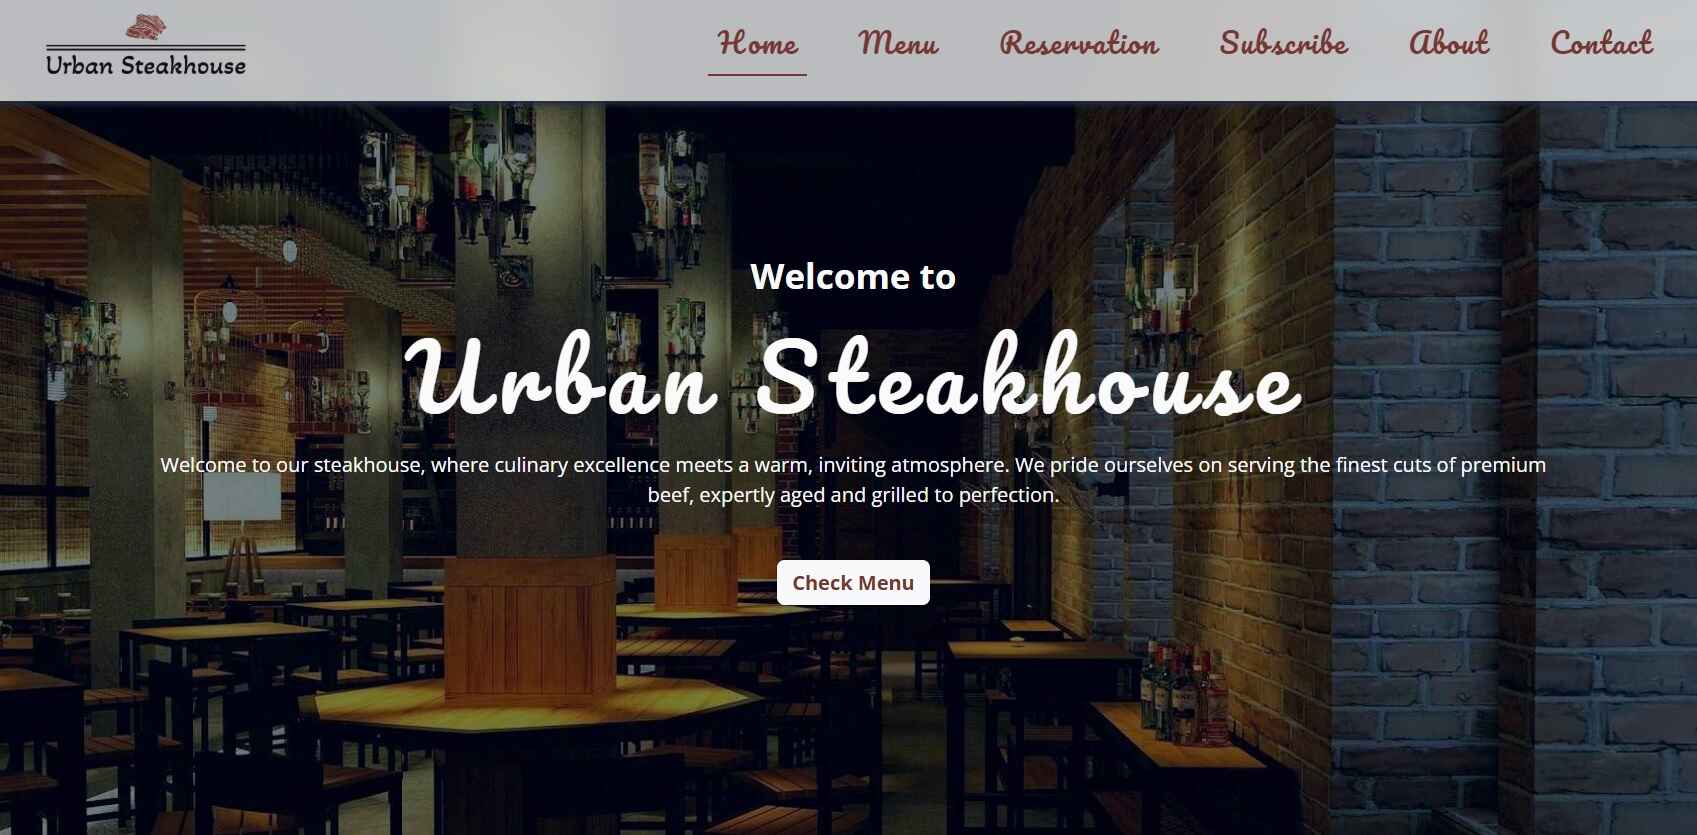 Urban Steakhouse
Home Menu Reservation Subscribe About Contact
Welcome to
Urban Steakhouse
Welcome to our steakhouse, where culinary excellence meets a warm, inviting atmosphere. We pride ourselves on serving the finest cuts of premium
beef, expertly aged and grilled to perfection.
Check Menu